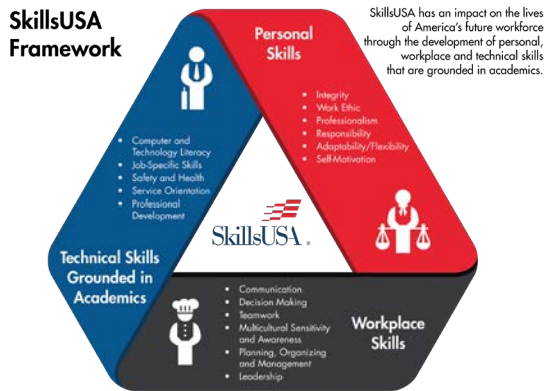 SkillsUSA
Framework
SkillsUSA has an impact on the lives
of America's future workforce
through the development of personal,
workplace and technical skills
that are grounded in academics.
Personal
Skills
• Integrity
• Work Ethic
• Professionalism
• Responsibility
• Adaptability/Flexibility
• Self-Motivation
• Computer and
Technology Literacy
• Job-Specific Skills
• Safety and Health
• Service Orientation
• Professional
Development
SkillsUSA®
Technical Skills
Grounded in
Academics
• Communication
• Decision Making
• Teamwork
• Multicultural Sensitivity
and Awareness
• Planning, Organizing
and Management
• Leadership
Workplace
Skills